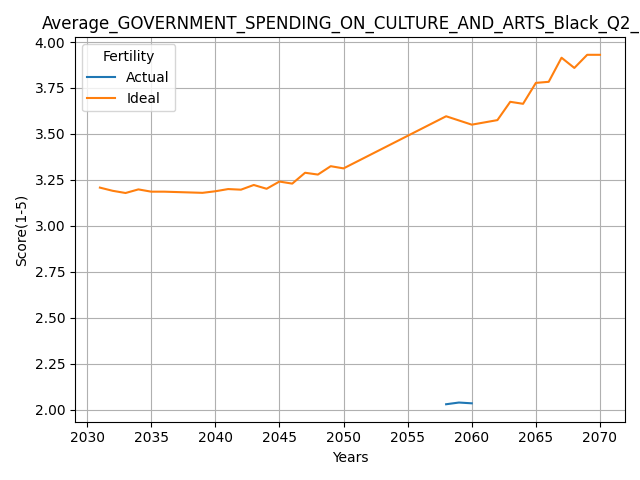 Average_GOVERNMENT_SPENDING_ON_CULTURE_AND_ARTS_Black_Q2_
Fertility
Actual
Ideal
Score(1-5)
4.00
3.75
3.50
3.25
3.00
2.75
2.50
2.25
2.00
2030 2035 2040 2045 2050 2055 2060 2065 2070
Years